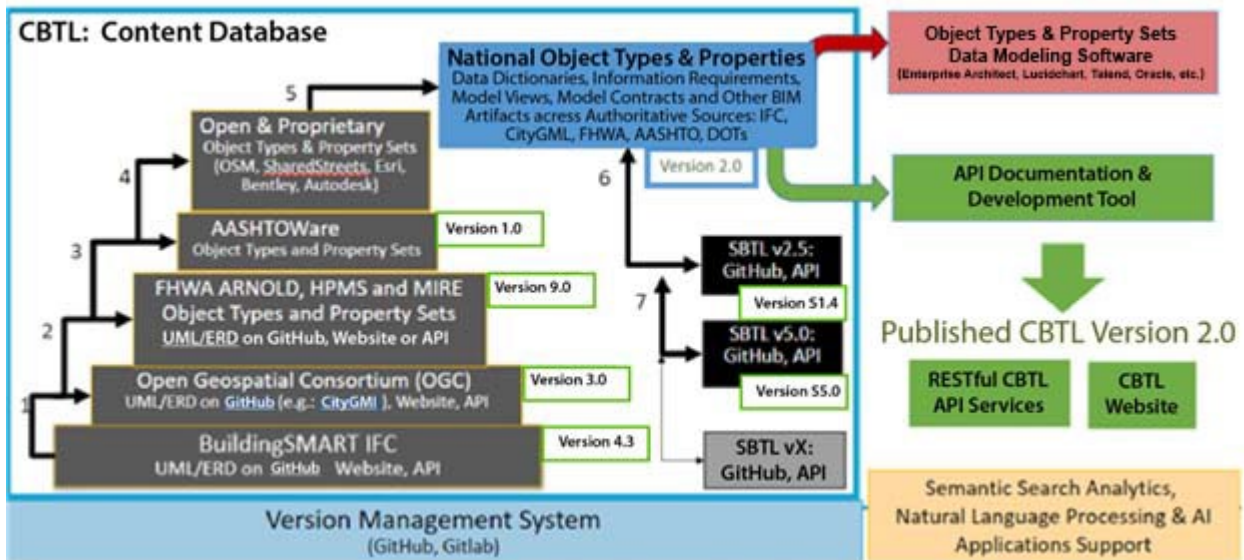 CBTL: Content Database
National Object Types & Properties
Data Dictionaries, Information Requirements,
Model Views, Model Contracts and Other BIM
Artifacts across Authoritative Sources: IFC,
CityGML, FHWA, AASHTO, DOTs
Version 2.0
5
Open & Proprietary
Object Types & Property Sets
(OSM, SharedStreets, Esri,
Bentley, Autodesk)
4
AASHTOWare
Object Types and Property Sets
Version 1.0
3
FHWA ARNOLD, HPMS and MIRE
Object Types and Property Sets
UML/ERD on GitHub, Website or API
Version 9.0
2
Open Geospatial Consortium (OGC)
UML/ERD on GitHub (e.g.: CityGMl ), Website, API
Version 3.0
1
BuildingSMART IFC
UML/ERD on GitHub Website, API
Version 4.3
6
SBTL v2.5:
GitHub, API
Version S1.4
7
SBTL v5.0:
GitHub, API
Version S5.0
SBTL vX:
GitHub, API
Version Management System
(GitHub, Gitlab)
Object Types & Property Sets
Data Modeling Software
(Enterprise Architect, Lucidchart, Talend, Oracle, etc.)
API Documentation &
Development Tool
Published CBTL Version 2.0
RESTful CBTL
API Services
CBTL
Website
Semantic Search Analytics,
Natural Language Processing & AI
Applications Support